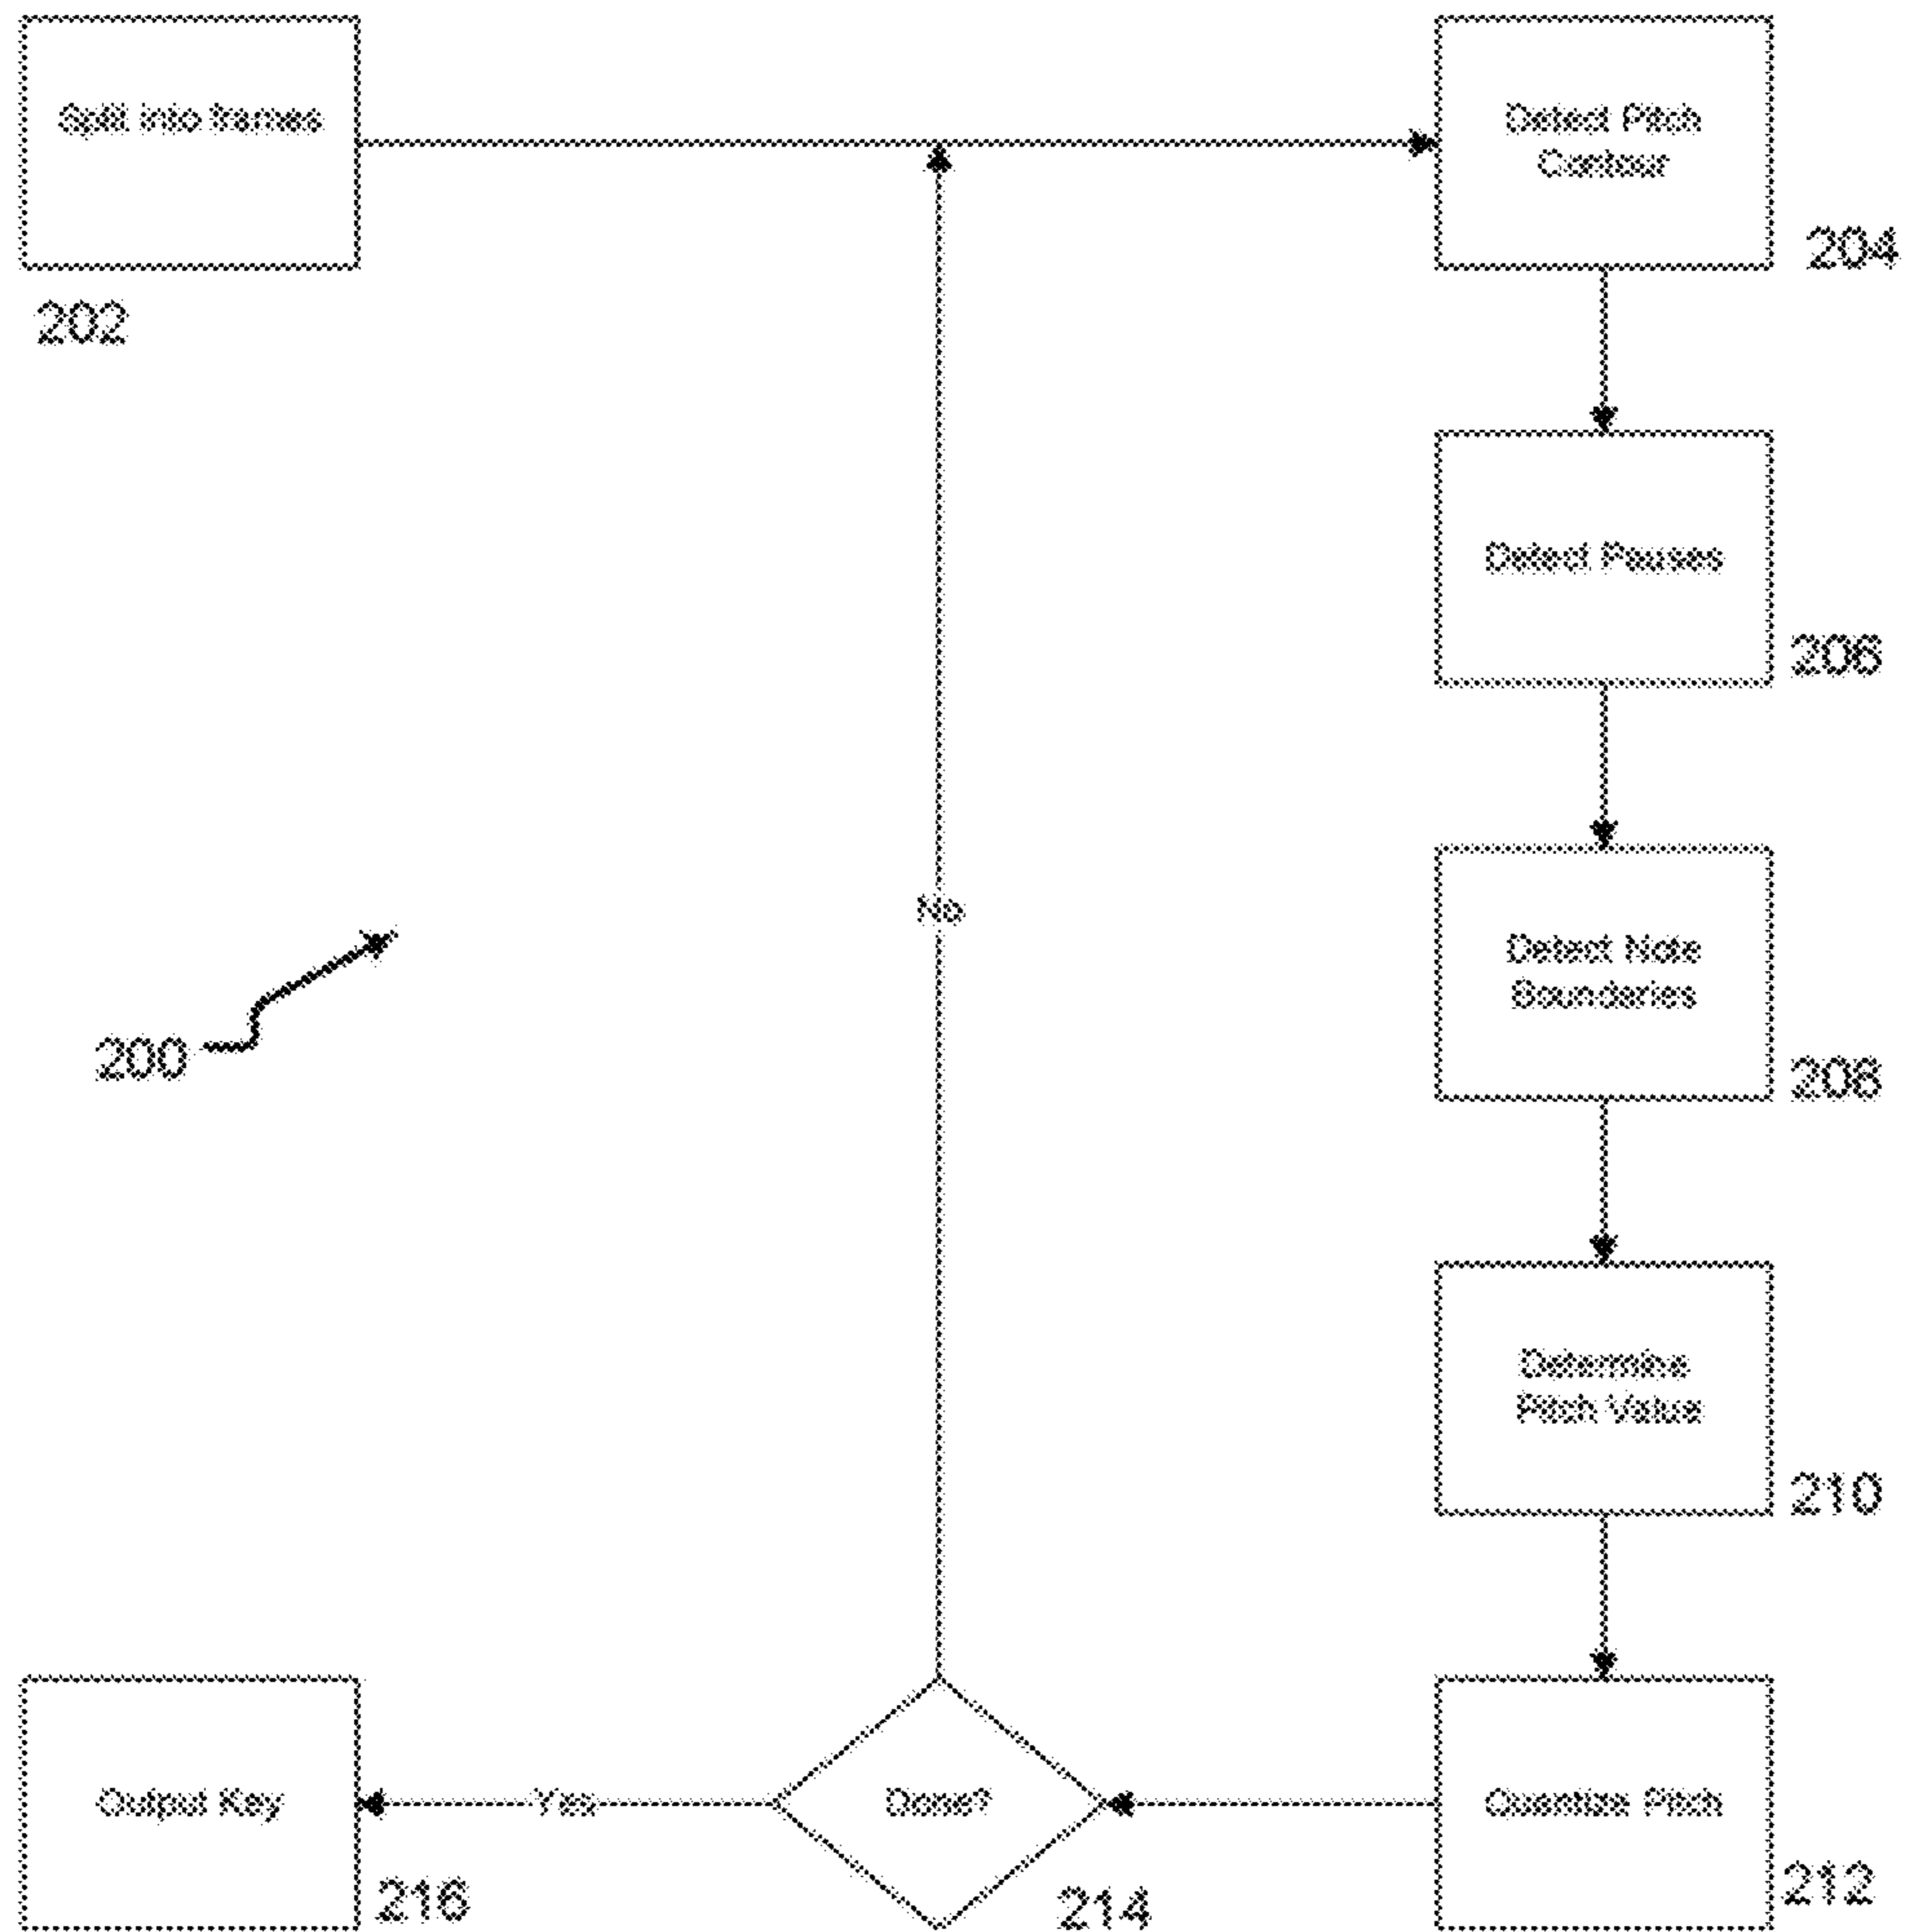 Split into frames
202
Detect Pitch
Contour
204
Detect Pauses
206
Detect Note
Bounderies
208
Determine
Pitch Value
210
Quantize Pitch
212
Done?
214
No
Yes
Output Key
216
200